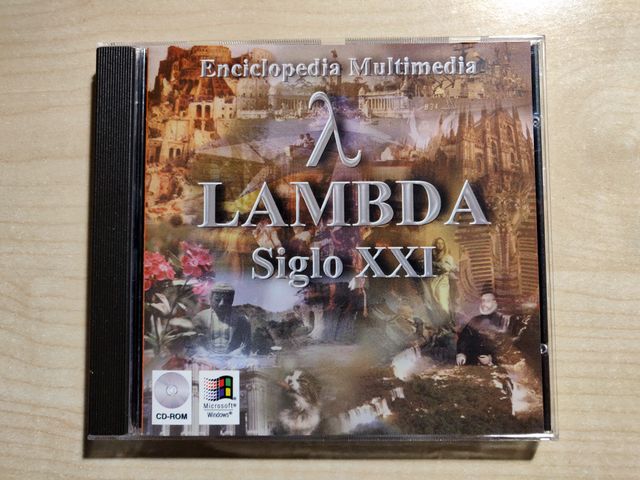 Enciclopedia Multimedia
λ
LAMBDA
Siglo XXI
CD-ROM
Microsoft®
Windows®